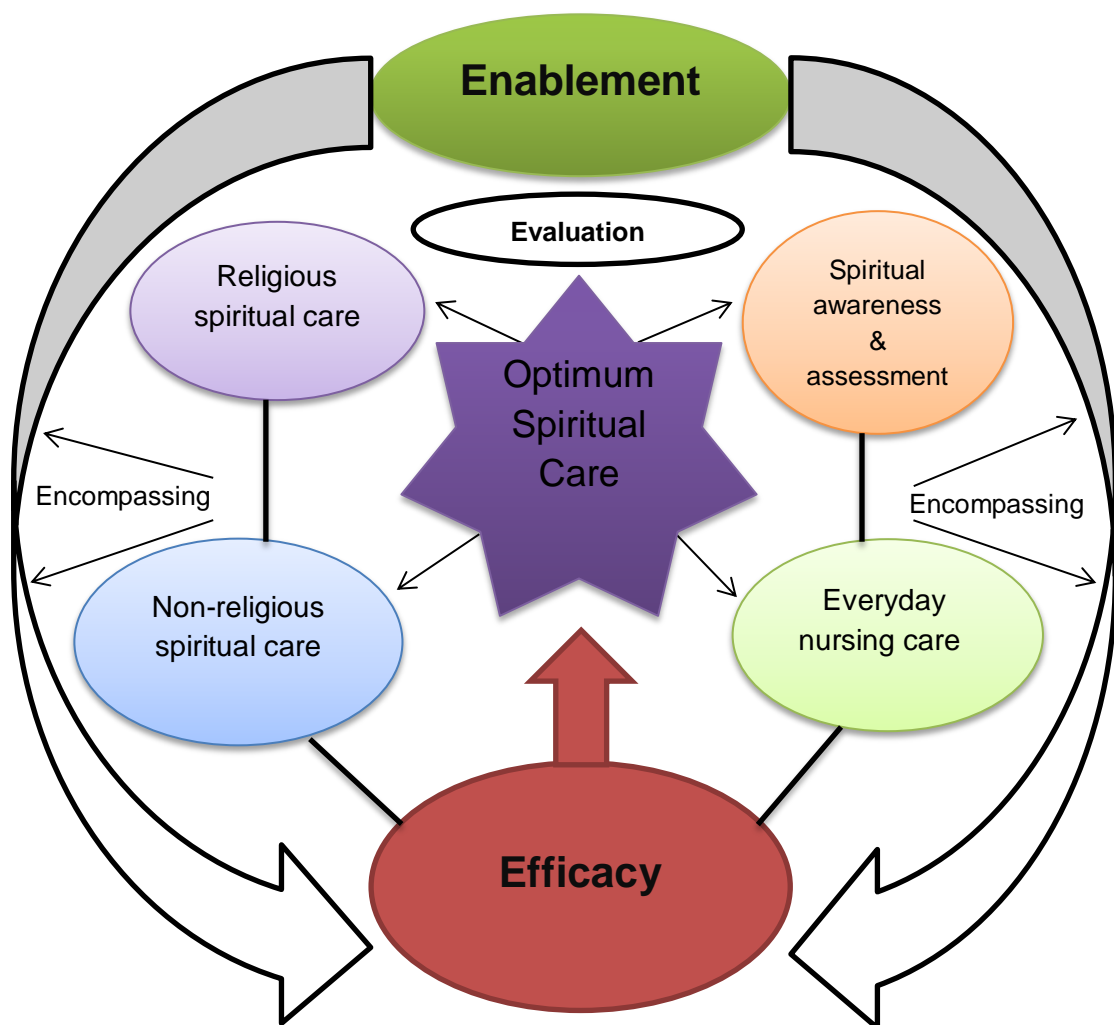 Enablement
Evaluation
Religious
spiritual care
Spiritual
awareness
&
assessment
Optimum
Spiritual
Care
Encompassing
Encompassing
Non-religious
spiritual care
Everyday
nursing care
Efficacy